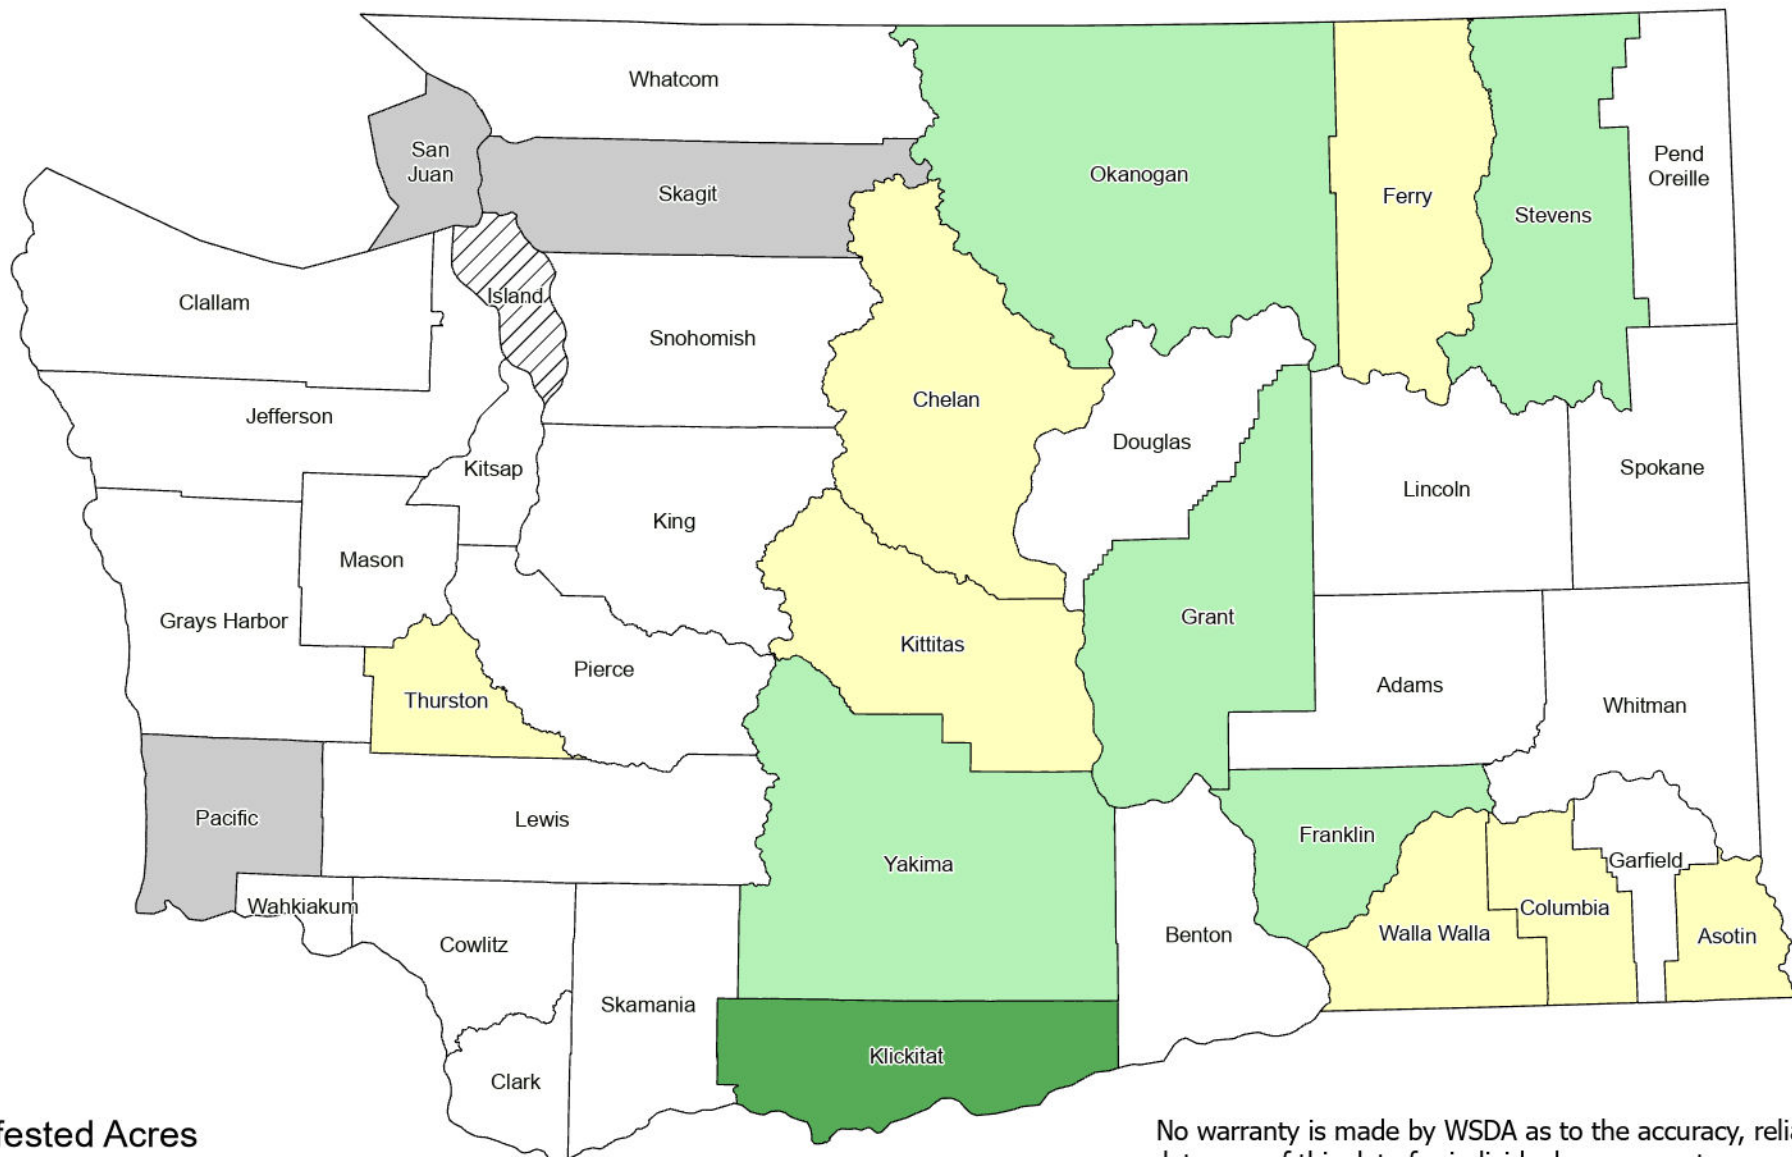 Whatcom
San
Juan
Skagit
Okanogan
Ferry
Stevens
Pend
Oreille
Clallam
Island
Snohomish
Chelan
Jefferson
Kitsap
Douglas
Lincoln
Spokane
King
Mason
Grays Harbor
Grant
Kittitas
Pierce
Thurston
Adams
Whitman
Pacific
Lewis
Yakima
Franklin
Garfield
Wahkiakum
Cowlitz
Benton
Walla Walla
Columbia
Asotin
Skamania
Klickitat
Clark
fested Acres
No warranty is made by WSDA as to the accuracy, relia